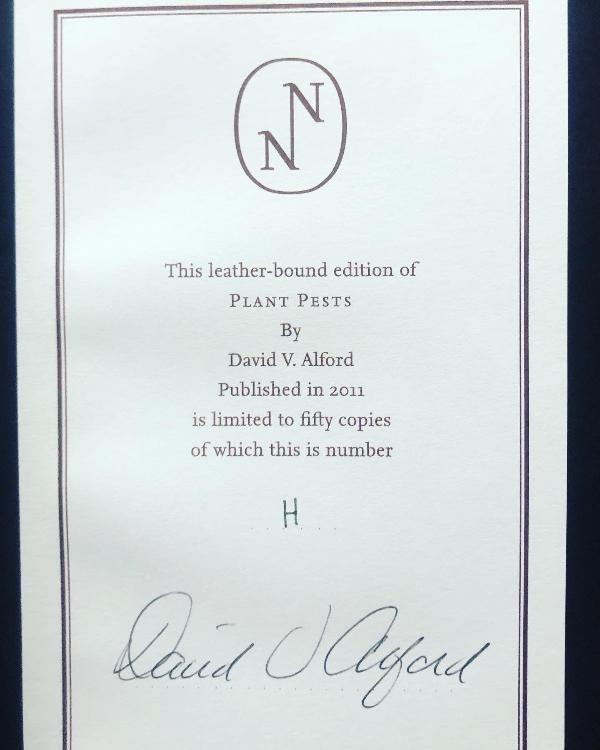 N
N
This leather-bound edition of
PLANT PESTS
By
David V. Alford
Published in 2011
is limited to fifty copies
of which this is number
H
David V Alford